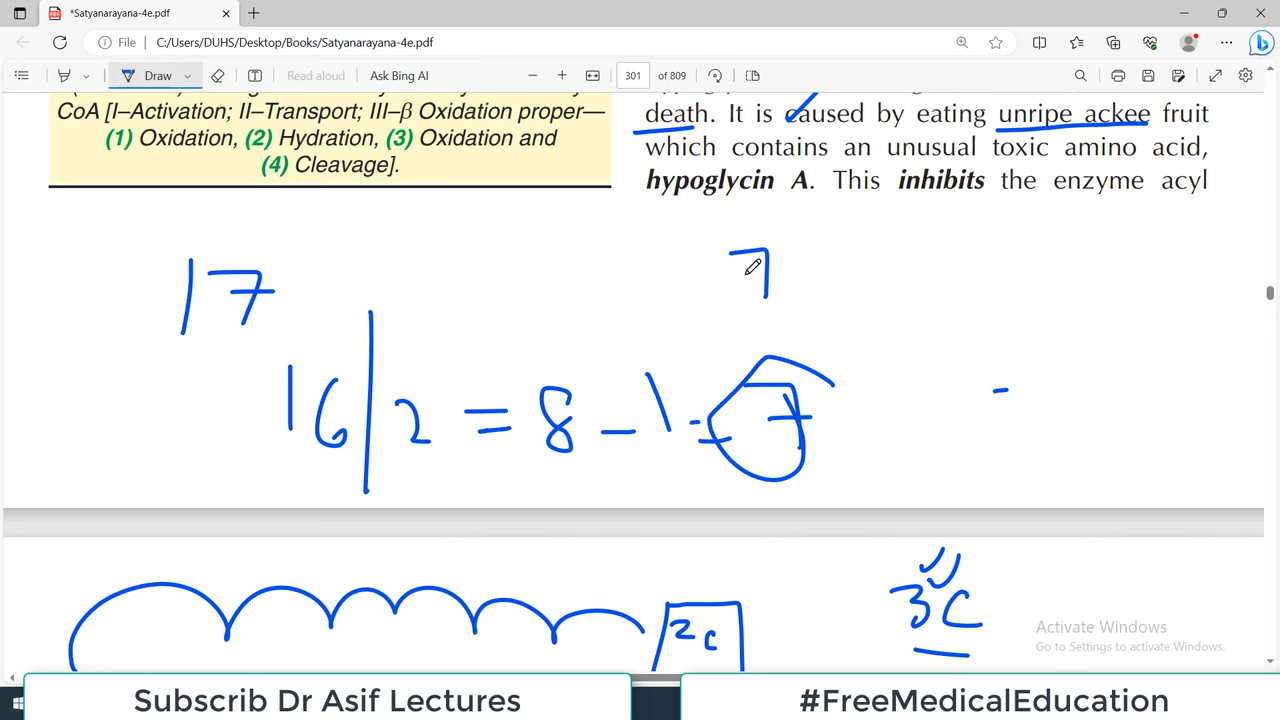 *Satyanarayana-4e.pdf
File C:/Users/DUHS/Desktop/Books/Satyanarayana-4e.pdf
Draw Read aloud Ask Bing AI 301 of 809
CoA [I–Activation; II–Transport; III–β Oxidation proper—
(1) Oxidation, (2) Hydration, (3) Oxidation and
(4) Cleavage].
death. It is caused by eating unripe ackee fruit
which contains an unusual toxic amino acid,
hypoglycin A. This inhibits the enzyme acyl
17
7
16/2 = 8 - 1 = 7
-
2c
3C
Activate Windows
Go to Settings to activate Windows.
Subscrib Dr Asif Lectures
#FreeMedicalEducation